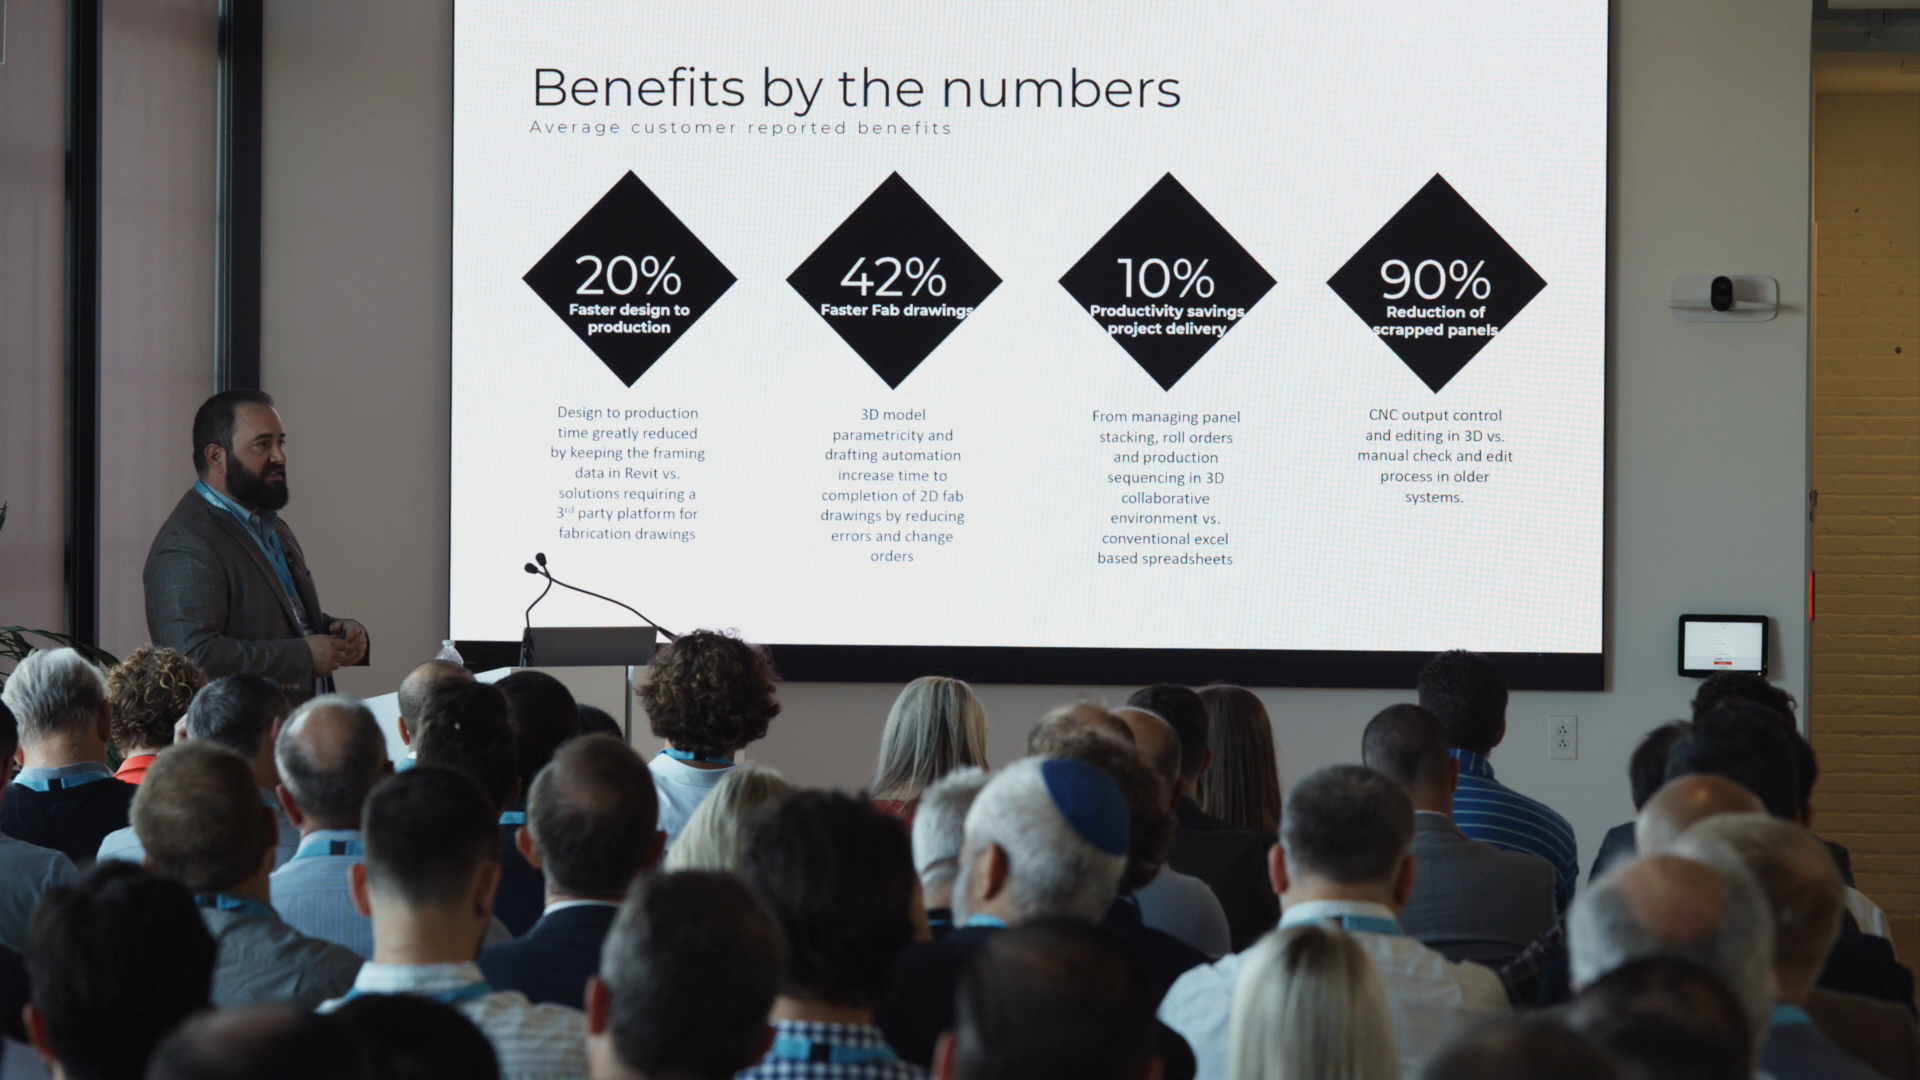 Benefits by the numbers
Average customer reported benefits
20%
Faster design to
production
Design to production
time greatly reduced
by keeping the framing
data in Revit vs.
solutions requiring a
3rd party platform for
fabrication drawings
42%
Faster Fab drawings
3D model
parametricity and
drafting automation
increase time to
completion of 2D fab
drawings by reducing
errors and change
orders
10%
Productivity savings
project delivery
From managing panel
stacking, roll orders
and production
sequencing in 3D
collaborative
environment vs.
conventional excel
based spreadsheets
90%
Reduction of
scrapped panels
CNC output control
and editing in 3D vs.
manual check and edit
process in older
systems.